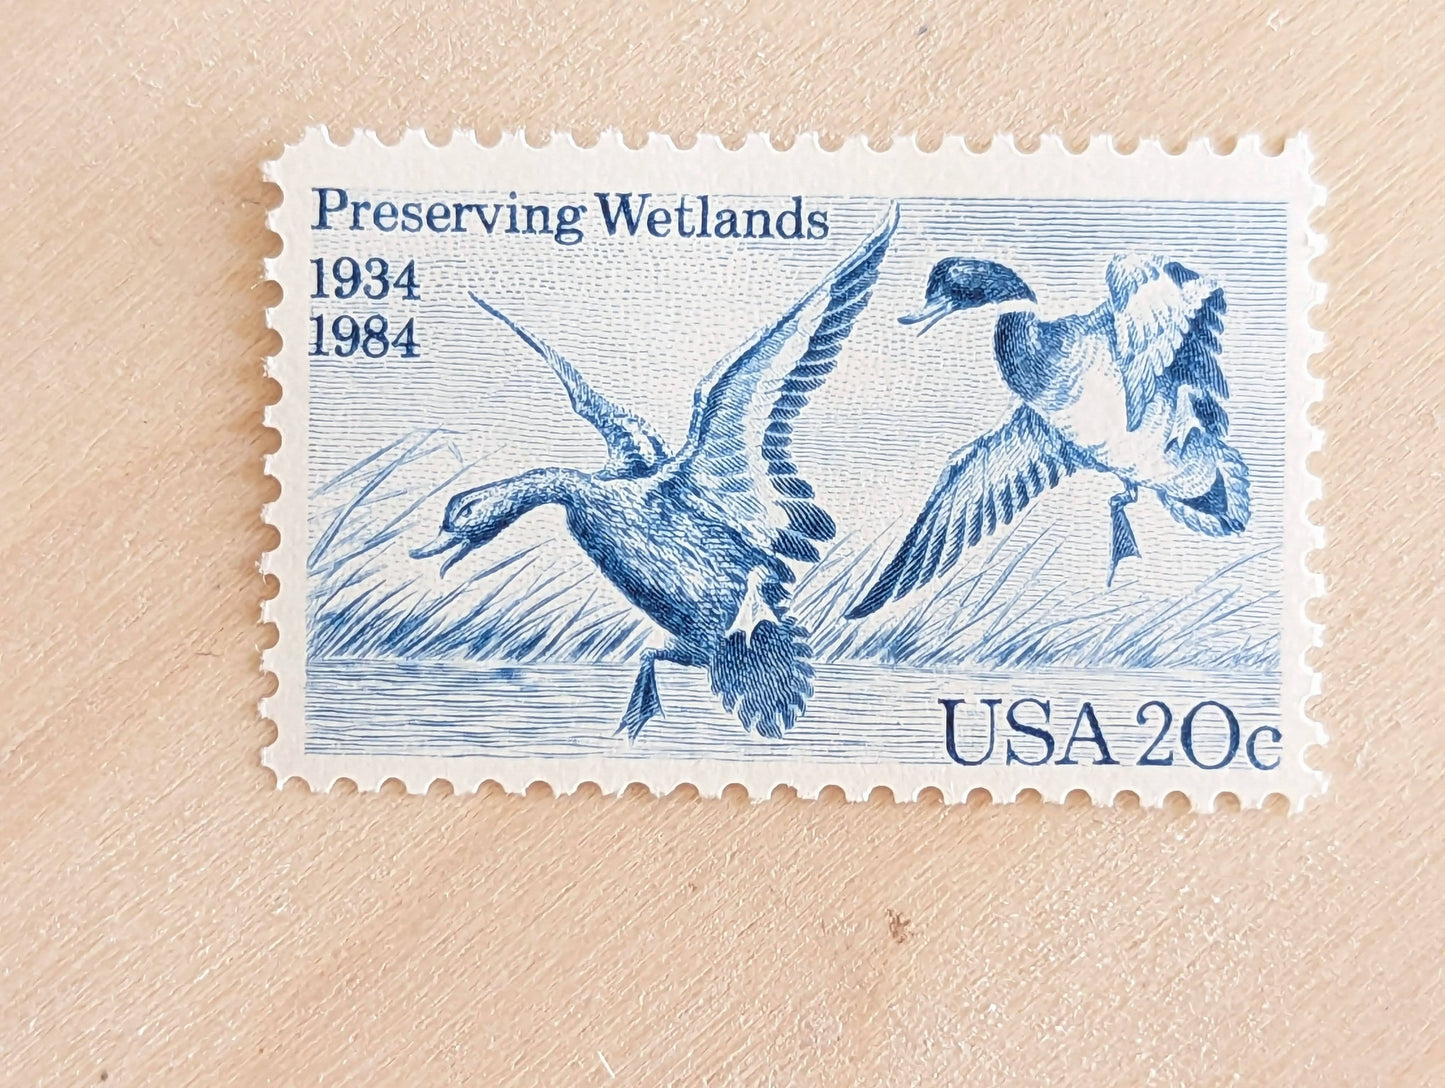 Preserving Wetlands
1934
1984
USA 20c